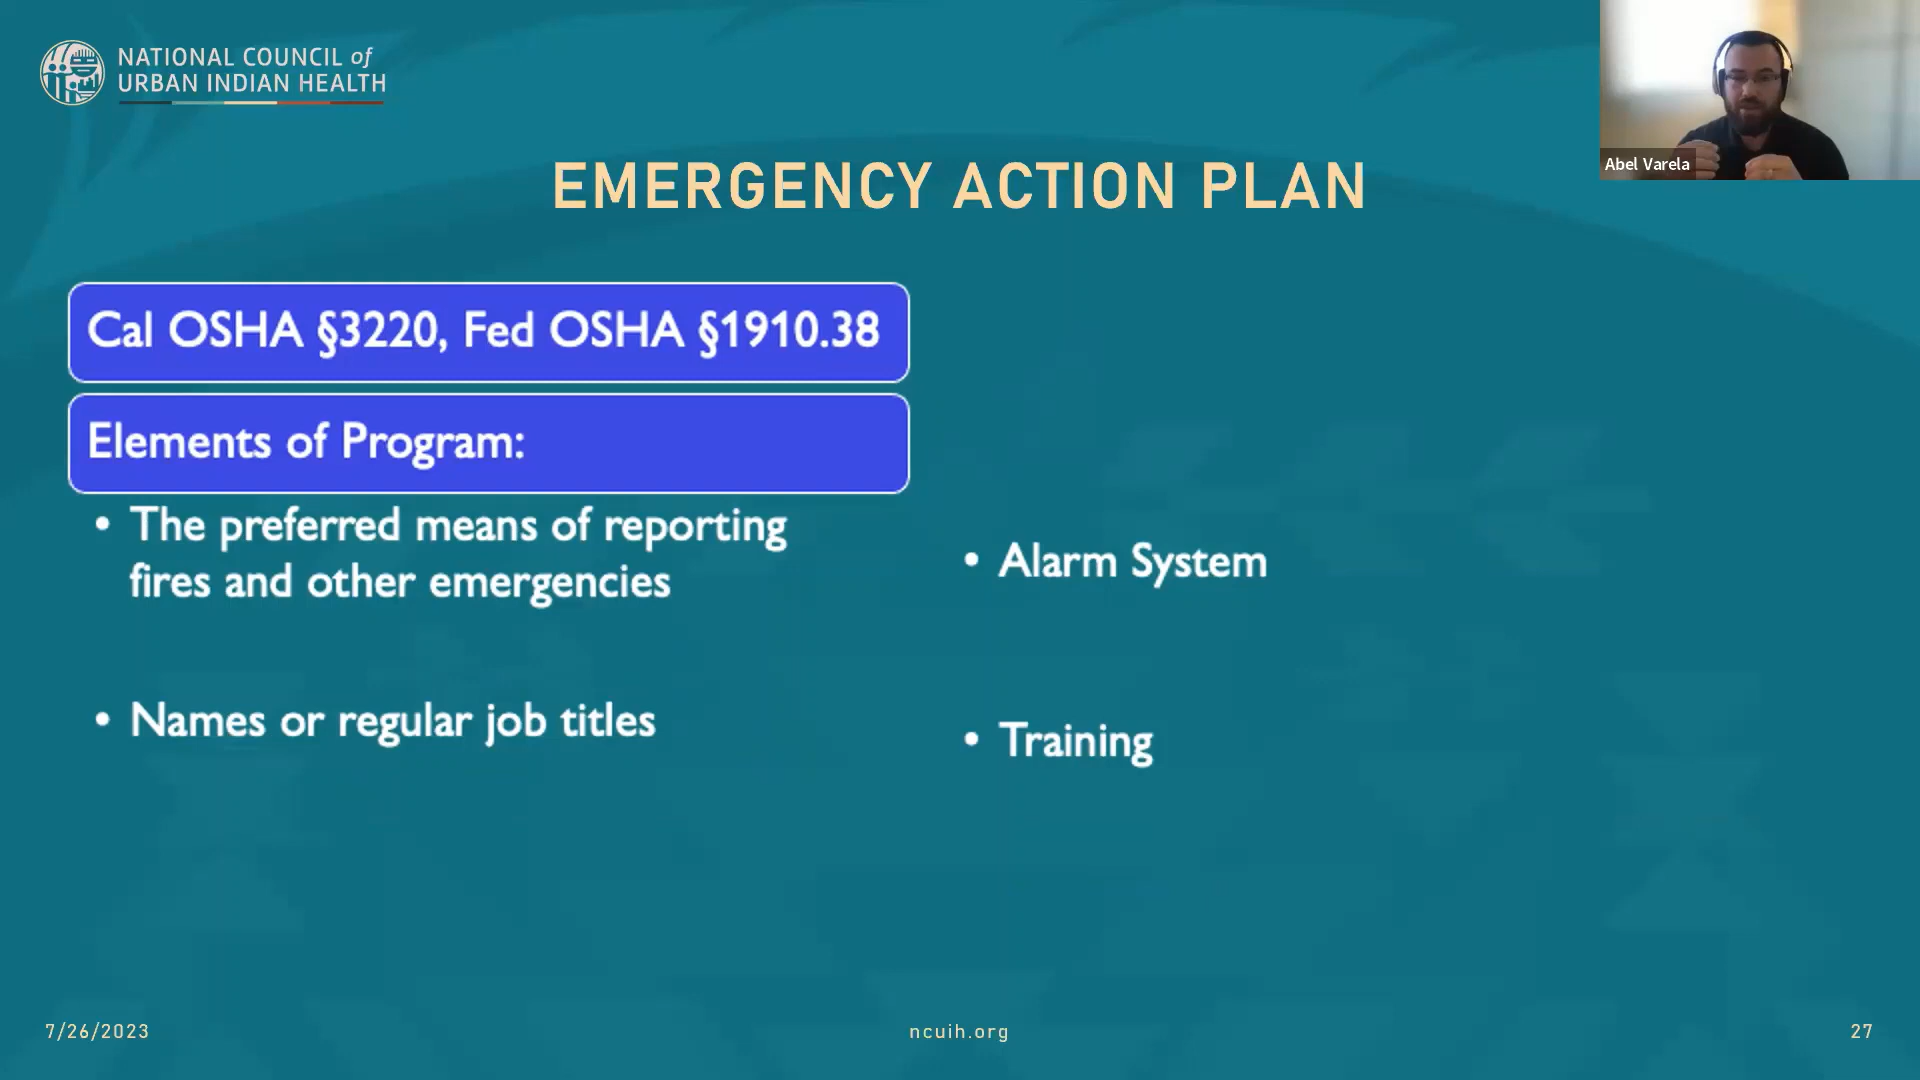 NATIONAL COUNCIL of
URBAN INDIAN HEALTH
Abel Varela
EMERGENCY ACTION PLAN
Cal OSHA §3220, Fed OSHA §1910.38
Elements of Program:
• The preferred means of reporting
fires and other emergencies
• Names or regular job titles
• Alarm System
• Training
7/26/2023
ncuih.org
27